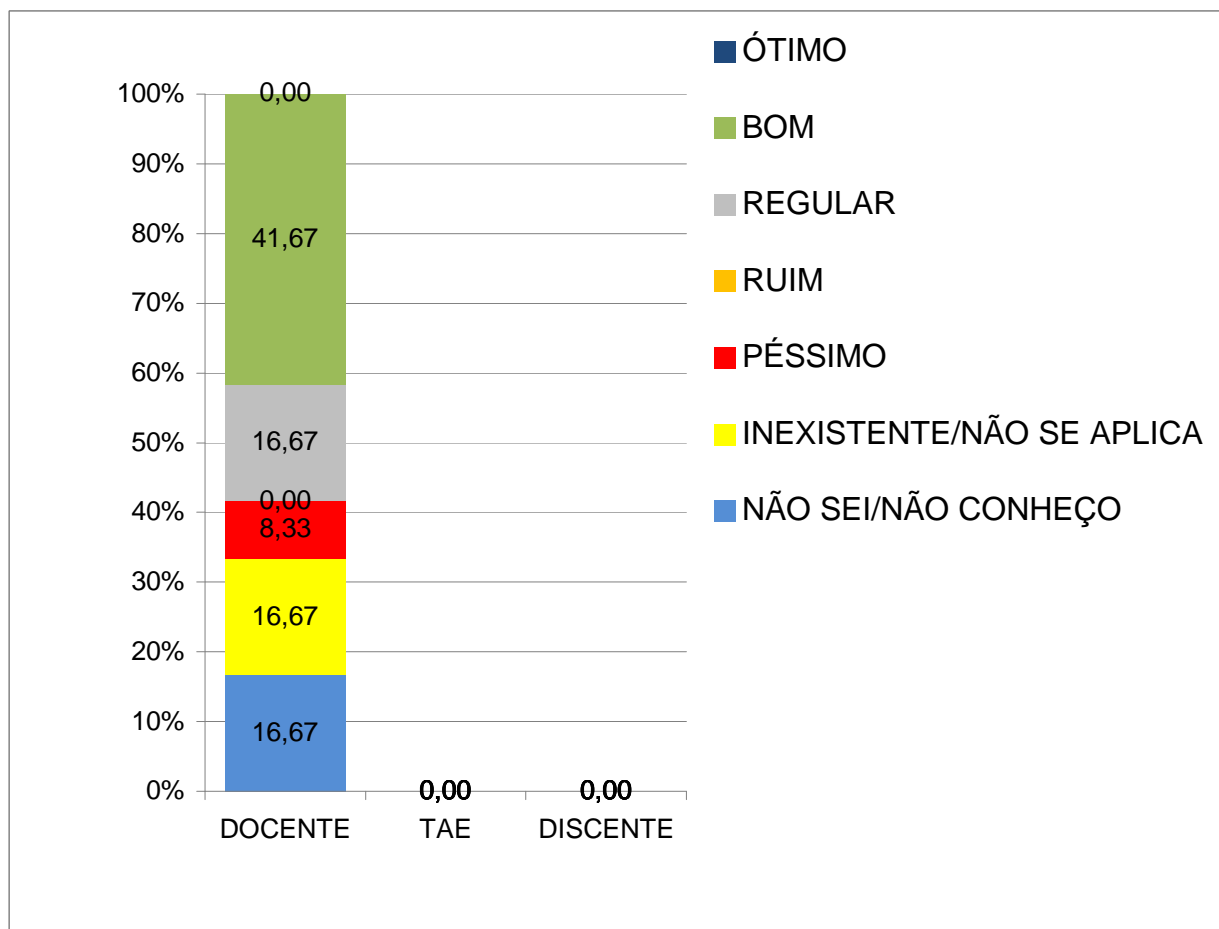 ÓTIMO
BOM
REGULAR
RUIM
PÉSSIMO
INEXISTENTE/NÃO SE APLICA
NÃO SEI/NÃO CONHEÇO
100%
90%
80%
70%
60%
50%
40%
30%
20%
10%
0%
0,00
41,67
16,67
0,00
8,33
16,67
16,67
0,00
0,00
DOCENTE
TAE
DISCENTE